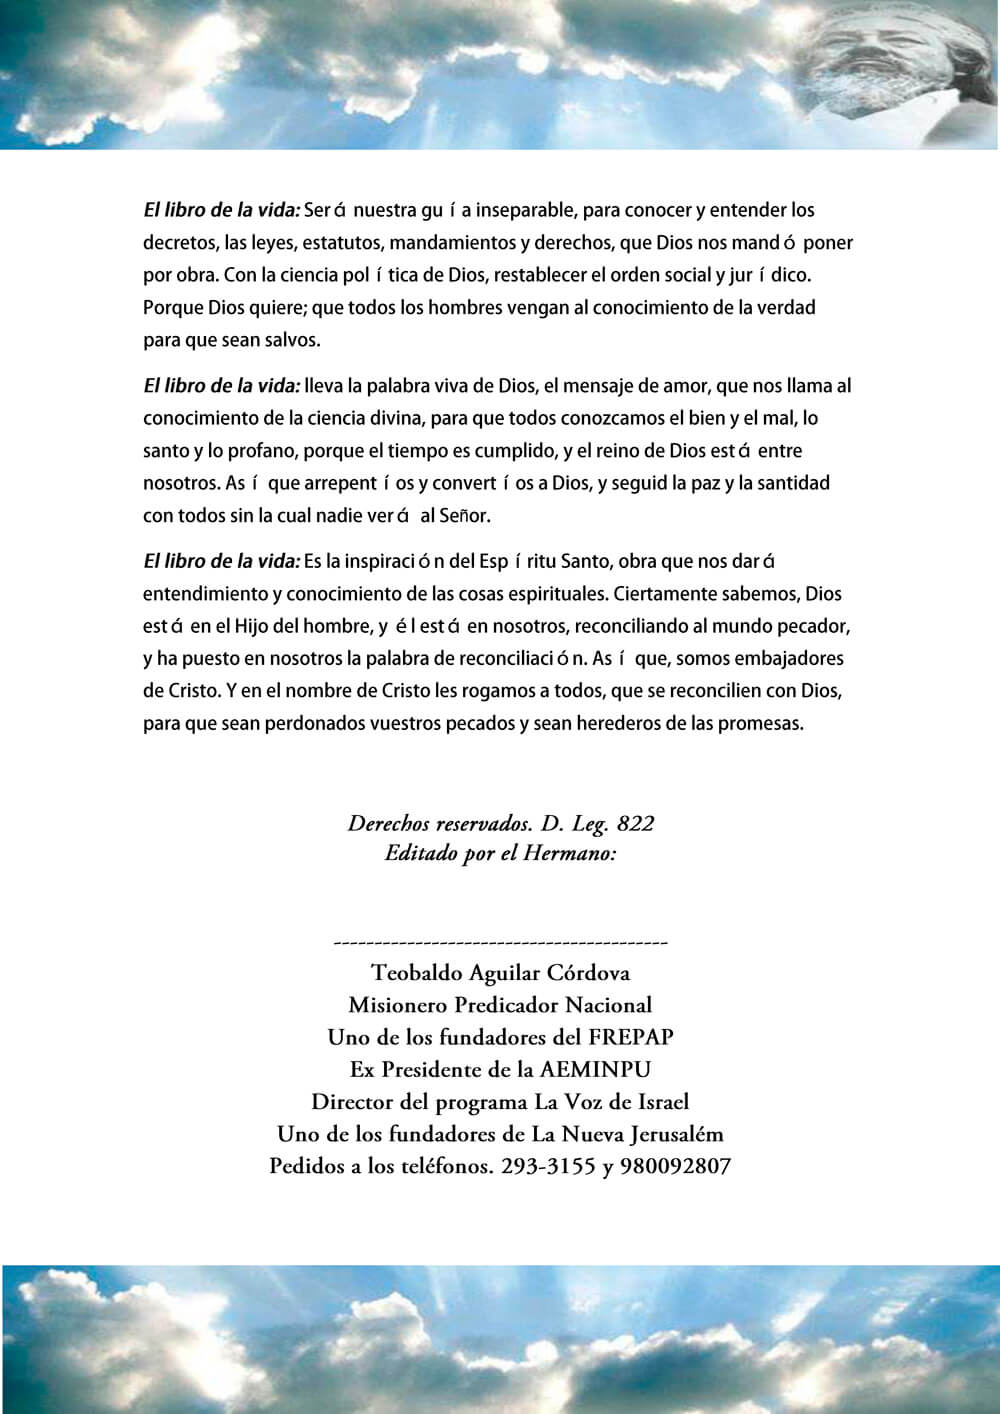 El libro de la vida: Será nuestra guía inseparable, para conocer y entender los
decretos, las leyes, estatutos, mandamientos y derechos, que Dios nos mandó poner
por obra. Con la ciencia política de Dios, restablecer el orden social y jurídico.
Porque Dios quiere; que todos los hombres vengan al conocimiento de la verdad
para que sean salvos.
El libro de la vida: lleva la palabra viva de Dios, el mensaje de amor, que nos llama al
conocimiento de la ciencia divina, para que todos conozcamos el bien y el mal, lo
santo y lo profano, porque el tiempo es cumplido, y el reino de Dios está entre
nosotros. Así que arrepentíos y convertíos a Dios, y seguid la paz y la santidad
con todos sin la cual nadie verá al Señor.
El libro de la vida: Es la inspiración del Espíritu Santo, obra que nos dará
entendimiento y conocimiento de las cosas espirituales. Ciertamente sabemos, Dios
está en el Hijo del hombre, y él está en nosotros, reconciliando al mundo pecador,
y ha puesto en nosotros la palabra de reconciliación. Así que, somos embajadores
de Cristo. Y en el nombre de Cristo les rogamos a todos, que se reconcilien con Dios,
para que sean perdonados vuestros pecados y sean herederos de las promesas.
Derechos reservados. D. Leg. 822
Editado por el Hermano:
-----------------------------------------
Teobaldo Aguilar Córdova
Misionero Predicador Nacional
Uno de los fundadores del FREPAP
Ex Presidente de la AEMINPU
Director del programa La Voz de Israel
Uno de los fundadores de La Nueva Jerusalém
Pedidos a los teléfonos. 293-3155 y 980092807